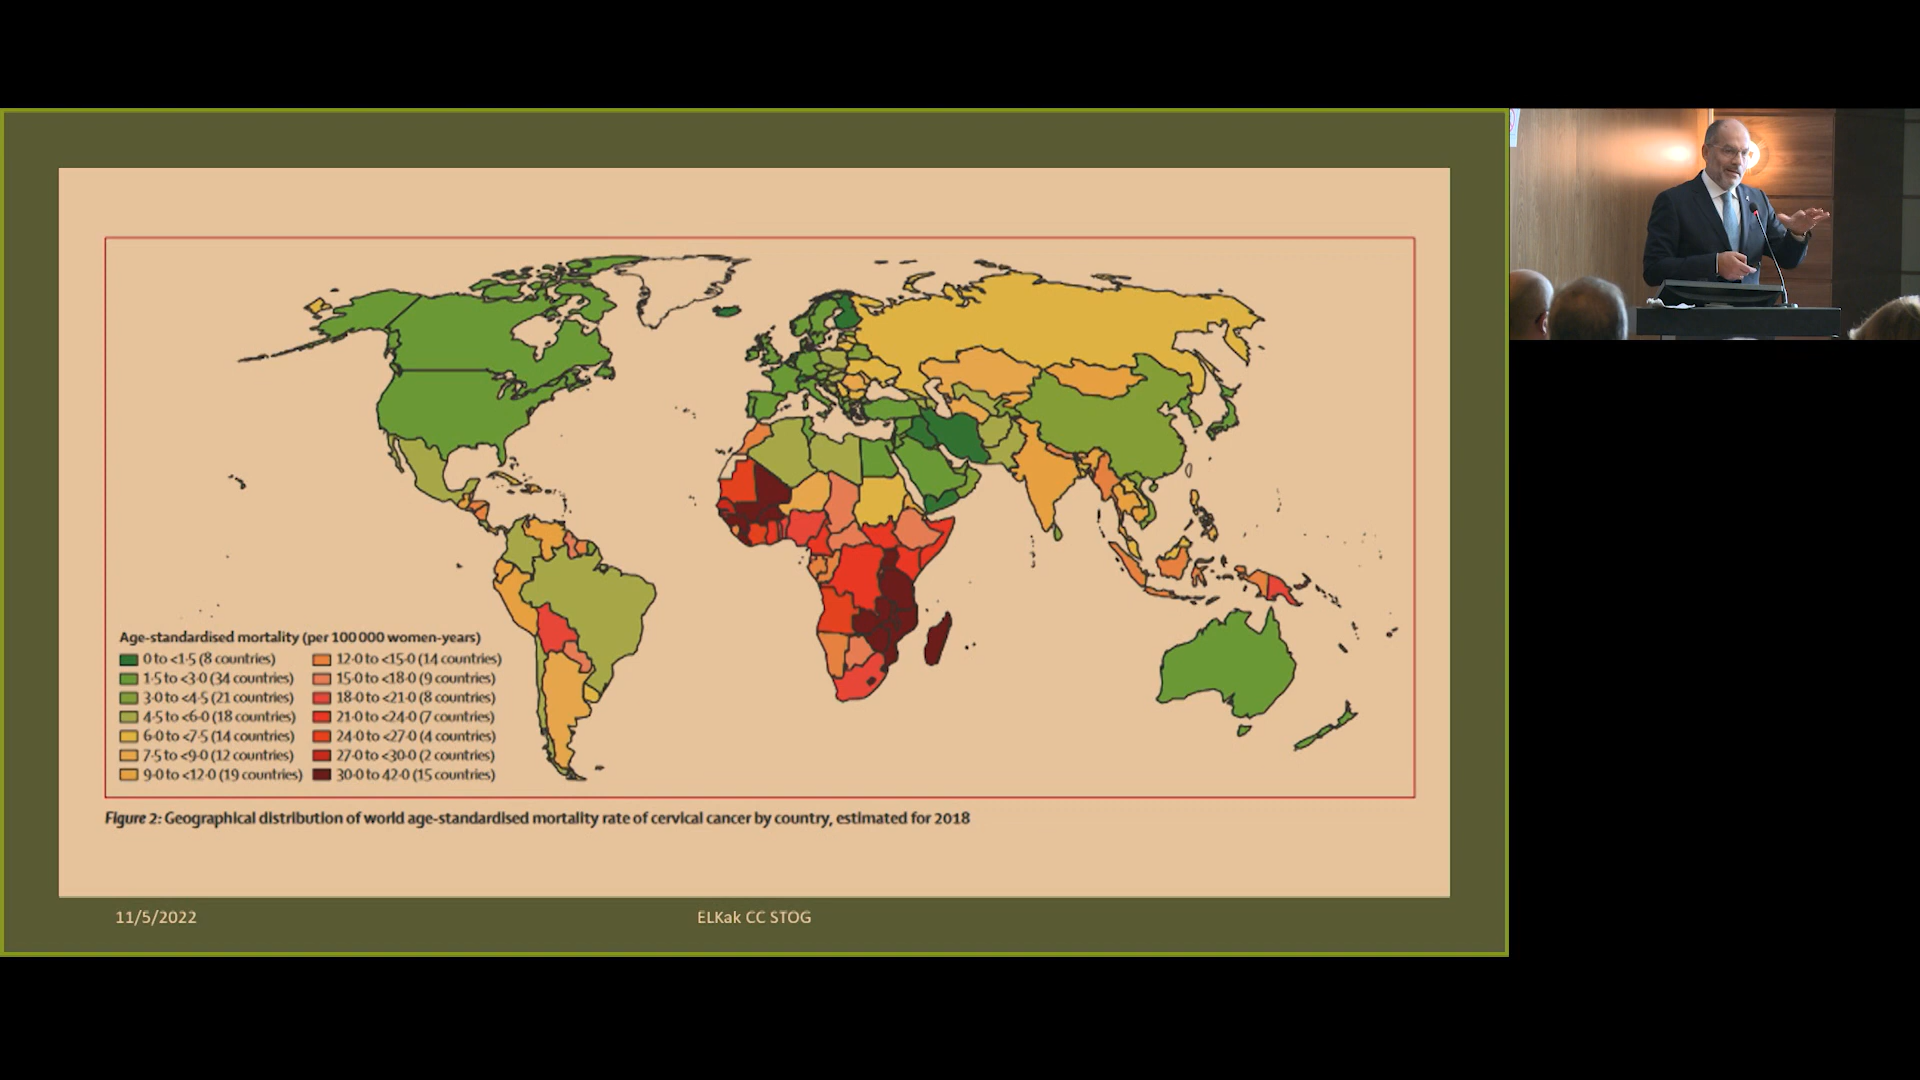 Age-standardised mortality (per 100 000 women-years)
0 to <1·5 (8 countries)
1·5 to <3·0 (34 countries)
3·0 to <4·5 (21 countries)
4·5 to <6·0 (18 countries)
6·0 to <7·5 (14 countries)
7·5 to <9·0 (12 countries)
9·0 to <12·0 (19 countries)
12·0 to <15·0 (14 countries)
15·0 to <18·0 (9 countries)
18·0 to <21·0 (8 countries)
21·0 to <24·0 (7 countries)
24·0 to <27·0 (4 countries)
27·0 to <30·0 (2 countries)
30·0 to 42·0 (15 countries)
Figure 2: Geographical distribution of world age-standardised mortality rate of cervical cancer by country, estimated for 2018
11/5/2022
ELKak CC STOG